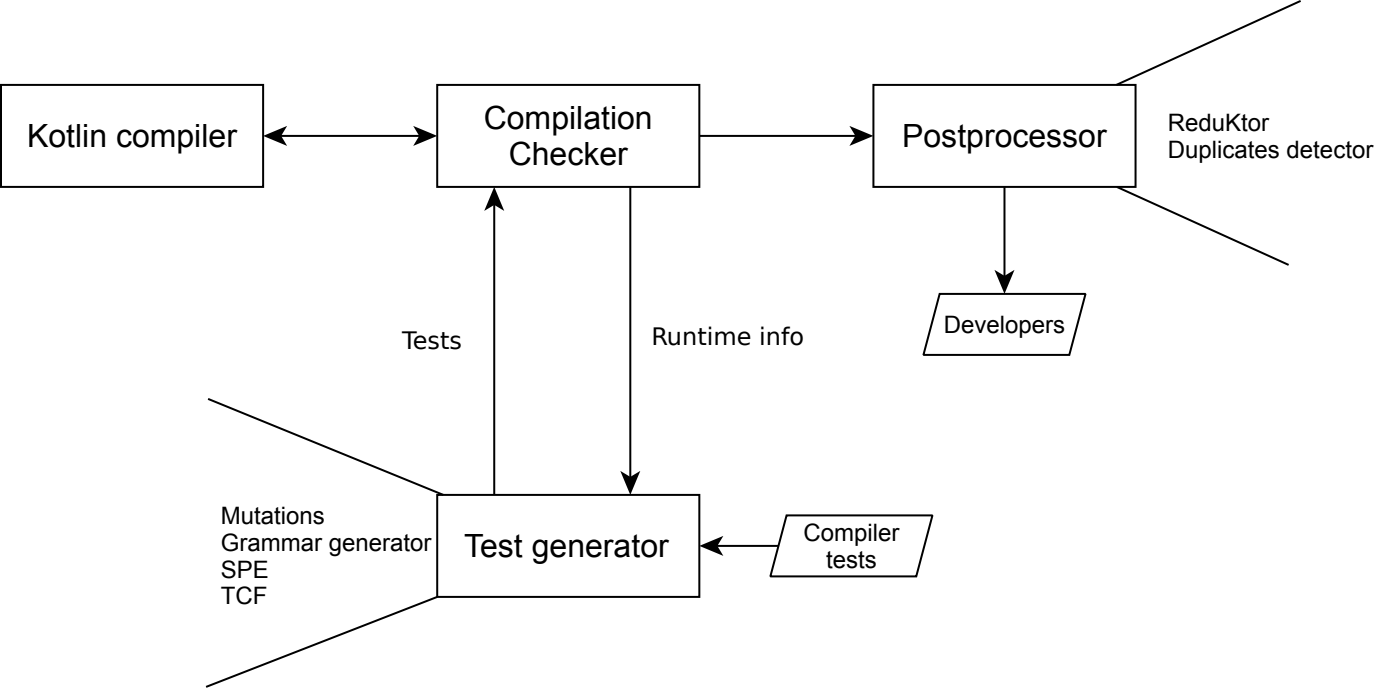 Kotlin compiler
Compilation
Checker
Postprocessor
ReduKtor
Duplicates detector
Developers
Tests
Runtime info
Mutations
Grammar generator
SPE
TCF
Test generator
Compiler
tests